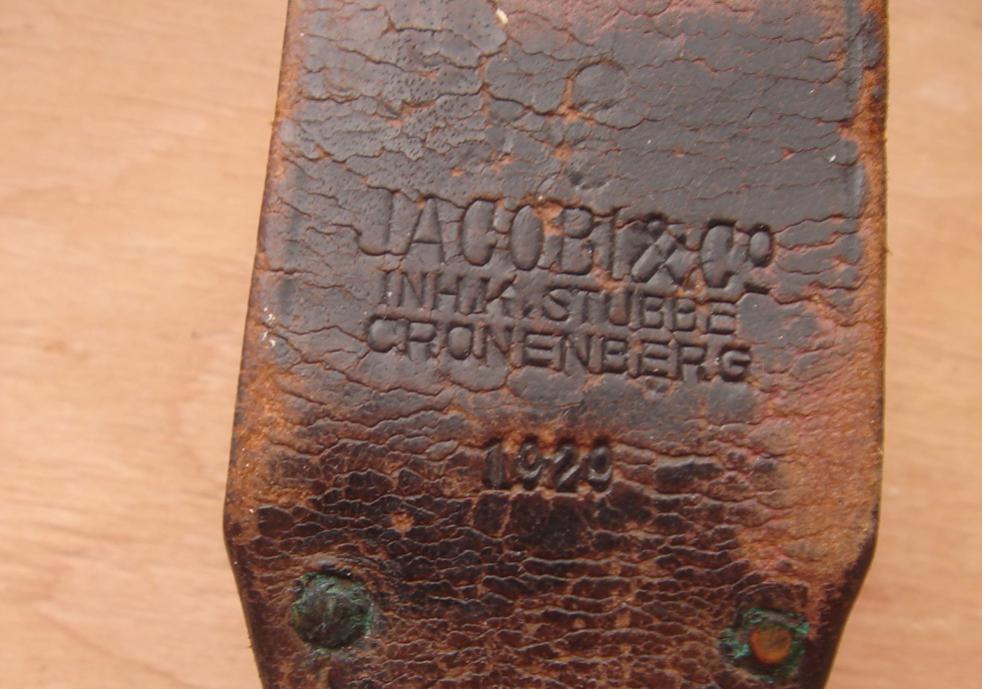 JACOBI & Co
INH. K. STUBBE
CRONENBERG
1929